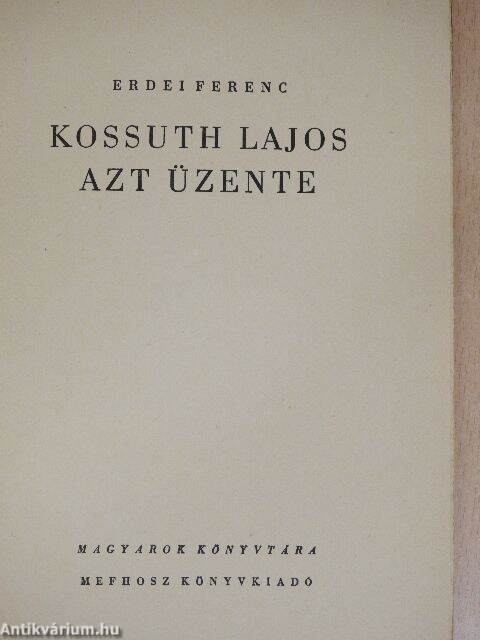 ERDEI FERENC
KOSSUTH LAJOS
AZT ÜZENTE
MAGYAROK KÖNYVTÁRA
MEFHOSZ KÖNYVKIADÓ
Antikvárium.hu